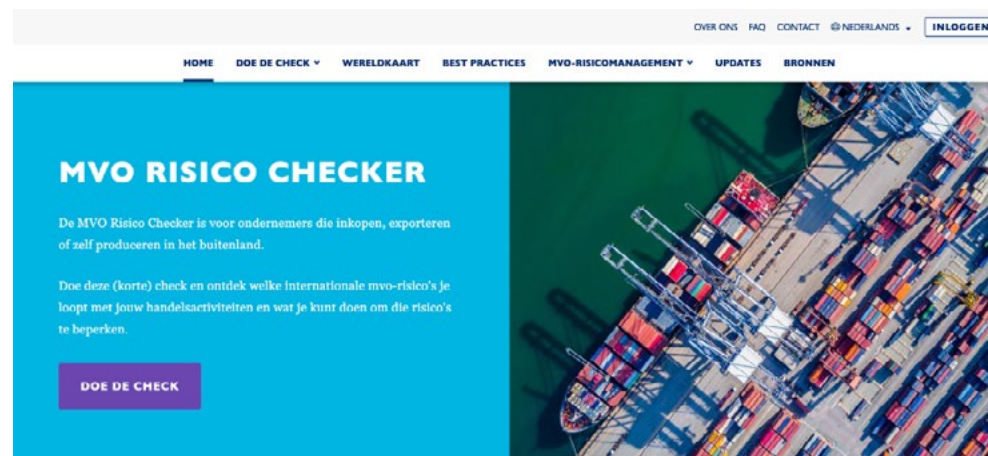 OVER ONS FAQ CONTACT NEDERLANDS INLOGGEN
HOME DOE DE CHECK WERELDKAART BEST PRACTICES MVO-RISICOMANAGEMENT UPDATES BRONNEN
MVO RISICO CHECKER
De MVO Risico Checker is voor ondernemers die inkopen, exporteren
of zelf produceren in het buitenland.
Doe deze (korte) check en ontdek welke internationale mvo-risico's je
loopt met jouw handelsactiviteiten en wat je kunt doen om die risico's
te beperken.
DOE DE CHECK